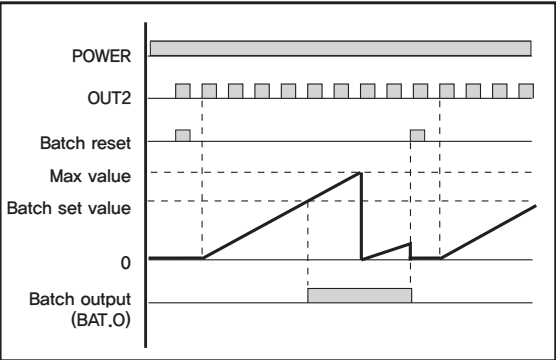 POWER
OUT2
Batch reset
Max value
Batch set value
0
Batch output
(BAT.O)